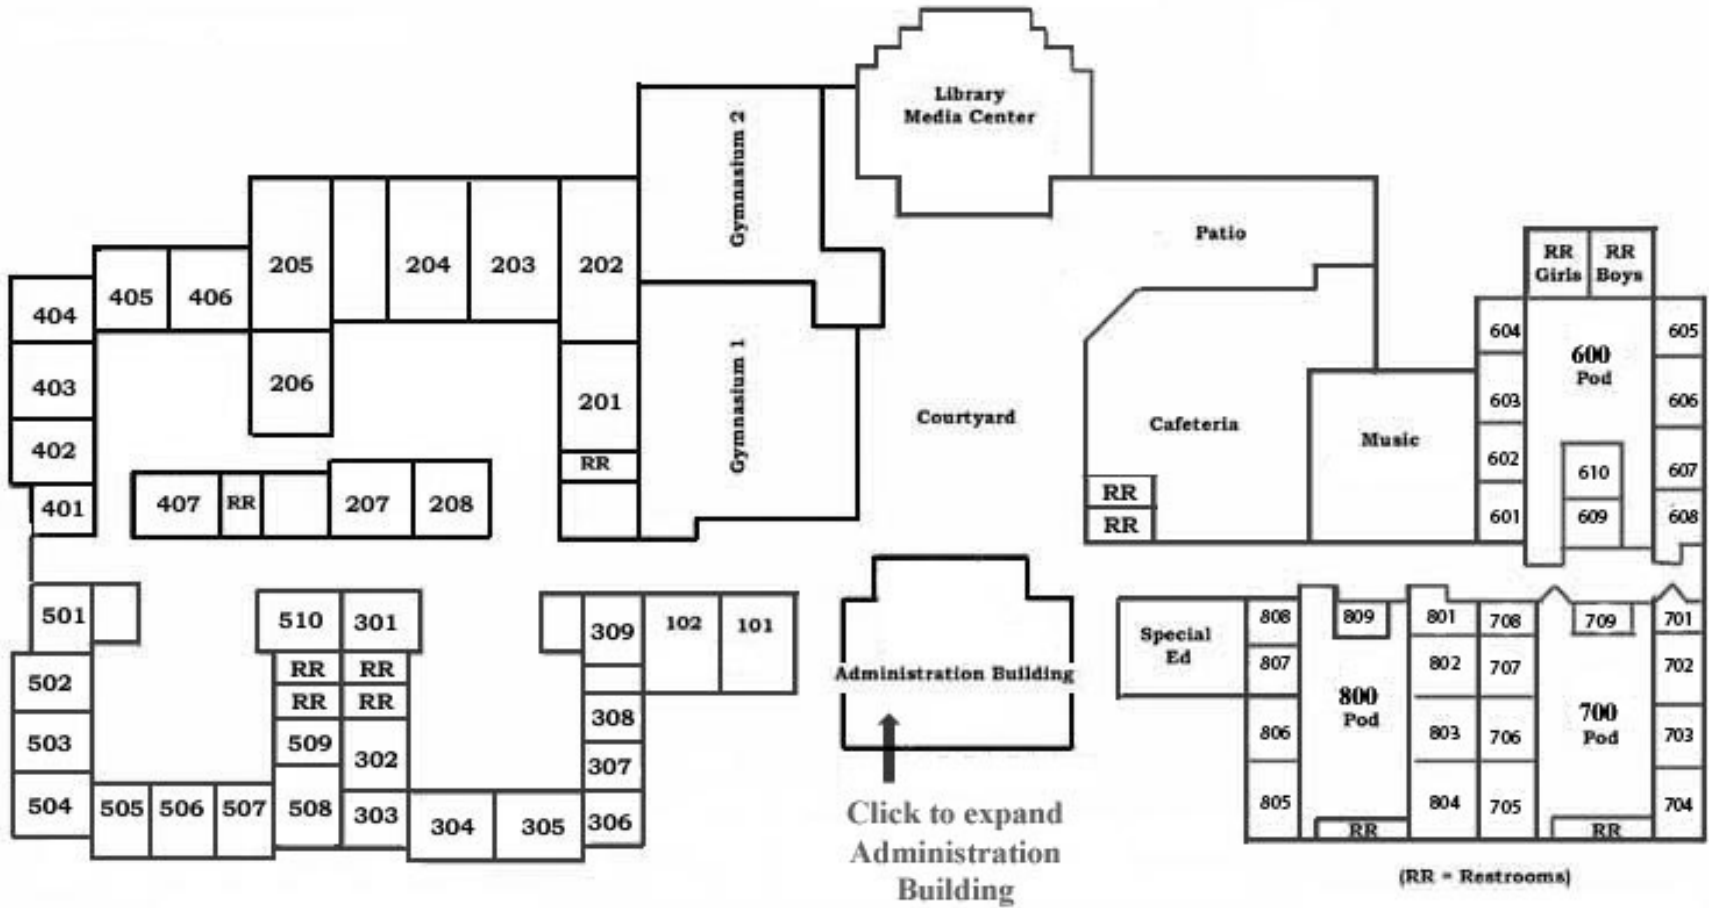 Library
Media Center
Gymnasium 2
Patio
RR
Girls
RR
Boys
205
204
203
202
405
406
404
604
605
600
Pod
403
206
201
603
606
Gymnasium 1
Courtyard
Cafeteria
Music
402
RR
602
610
607
401
407
RR
207
208
RR
RR
601
609
608
501
510
301
309
102
101
808
809
801
708
709
701
Special
Ed
RR
RR
807
802
707
702
502
RR
RR
308
Administration Building
800
Pod
700
Pod
503
509
302
307
806
803
706
703
504
505
506
507
508
303
304
305
306
805
804
705
704
RR
RR
Click to expand
Administration
Building
(RR = Restrooms)